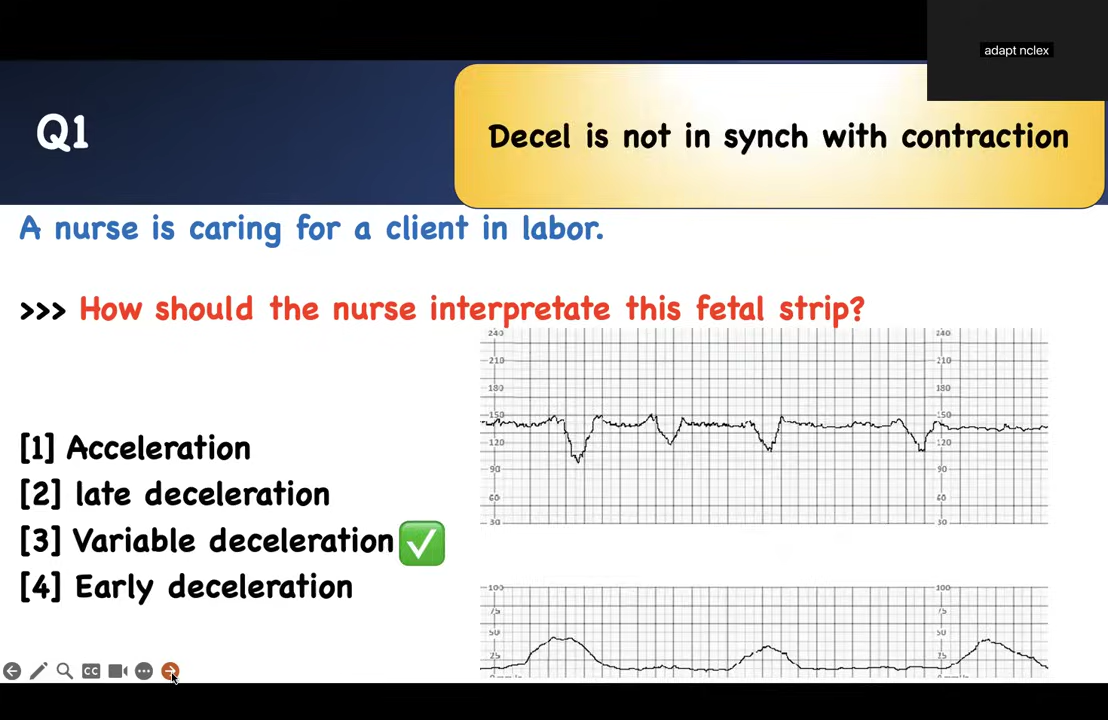 adapt nclex
Q1
Decel is not in synch with contraction
A nurse is caring for a client in labor.
>>> How should the nurse interpretate this fetal strip?
240 240
210 210
180 180
150 150
120 120
90 90
60 60
30 30
[1] Acceleration
[2] late deceleration
[3] Variable deceleration
[4] Early deceleration
100 100
75 75
50 50
25 25
CC